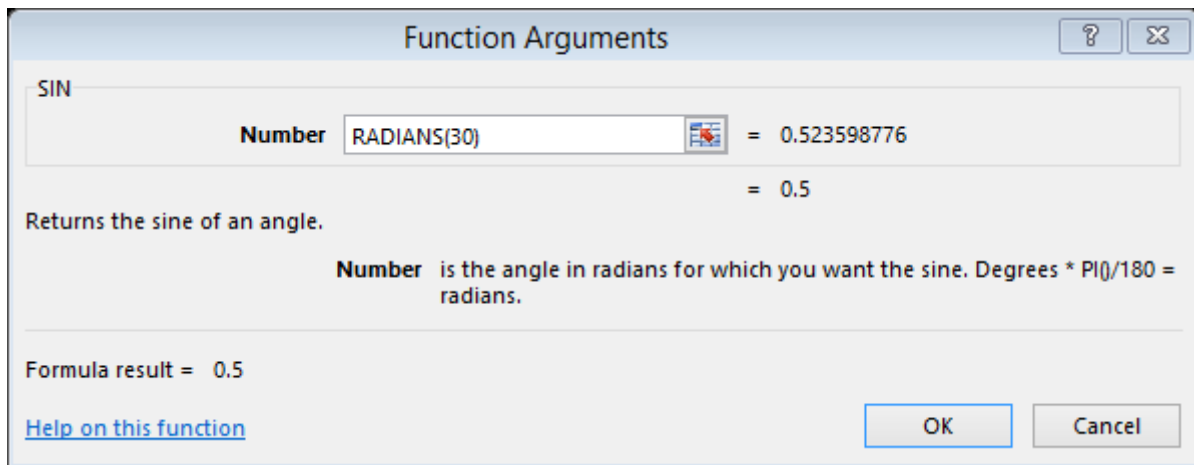 Function Arguments
SIN
Number RADIANS(30) = 0.523598776
= 0.5
Returns the sine of an angle.
Number is the angle in radians for which you want the sine. Degrees * PI()/180 =
radians.
Formula result = 0.5
Help on this function
OK Cancel